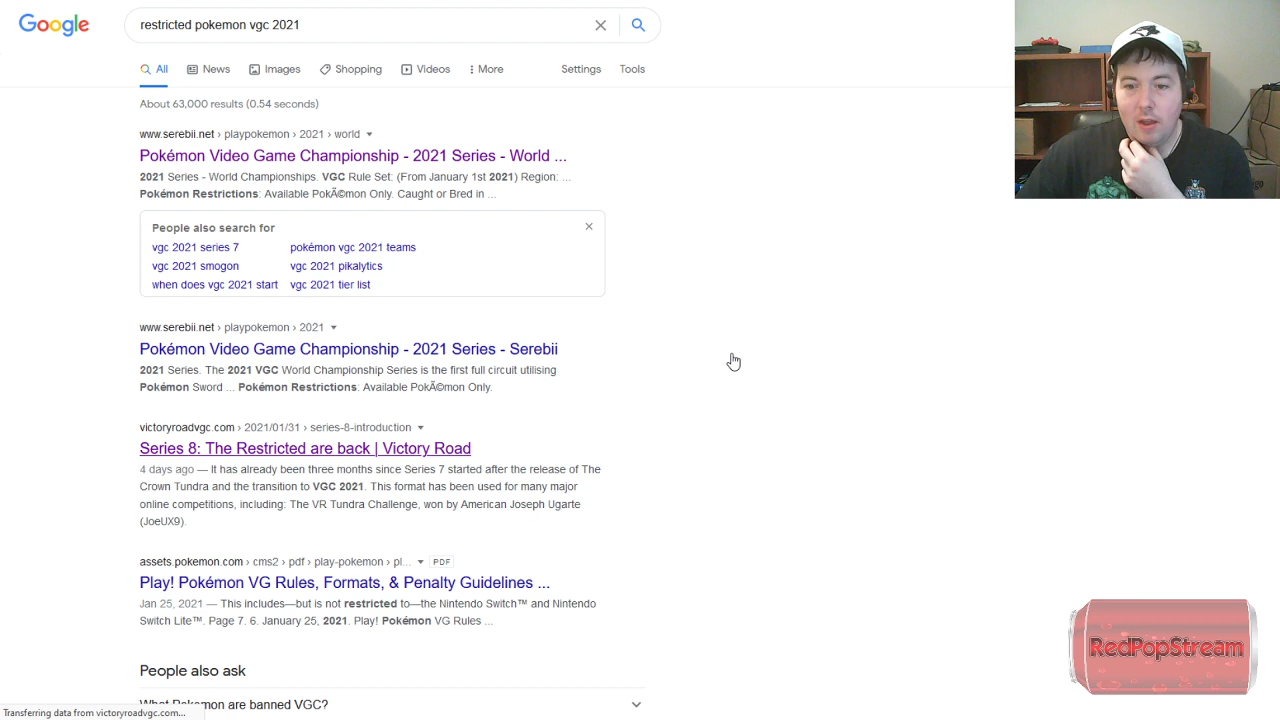 Google
restricted pokemon vgc 2021
All News Images Shopping Videos More Settings Tools
About 63,000 results (0.54 seconds)
www.serebii.net › playpokemon › 2021 › world
Pokémon Video Game Championship - 2021 Series - World ...
2021 Series - World Championships. VGC Rule Set: (From January 1st 2021) Region: ...
Pokémon Restrictions: Available PokÃ©mon Only. Caught or Bred in ...
People also search for
vgc 2021 series 7 pokémon vgc 2021 teams
vgc 2021 smogon vgc 2021 pikalytics
when does vgc 2021 start vgc 2021 tier list
www.serebii.net › playpokemon › 2021
Pokémon Video Game Championship - 2021 Series - Serebii
2021 Series. The 2021 VGC World Championship Series is the first full circuit utilising
Pokémon Sword ... Pokémon Restrictions: Available PokÃ©mon Only.
victoryroadvgc.com › 2021/01/31 › series-8-introduction
Series 8: The Restricted are back | Victory Road
4 days ago — It has already been three months since Series 7 started after the release of The
Crown Tundra and the transition to VGC 2021. This format has been used for many major
online competitions, including: The VR Tundra Challenge, won by American Joseph Ugarte
(JoeUX9).
assets.pokemon.com › cms2 › pdf › play-pokemon › pl... PDF
Play! Pokémon VG Rules, Formats, & Penalty Guidelines ...
Jan 25, 2021 — This includes—but is not restricted to—the Nintendo Switch™ and Nintendo
Switch Lite™. Page 7. 6. January 25, 2021. Play! Pokémon VG Rules ...
RedPopStream
People also ask
What Pokemon are banned VGC?
Transferring data from victoryroadvgc.com...